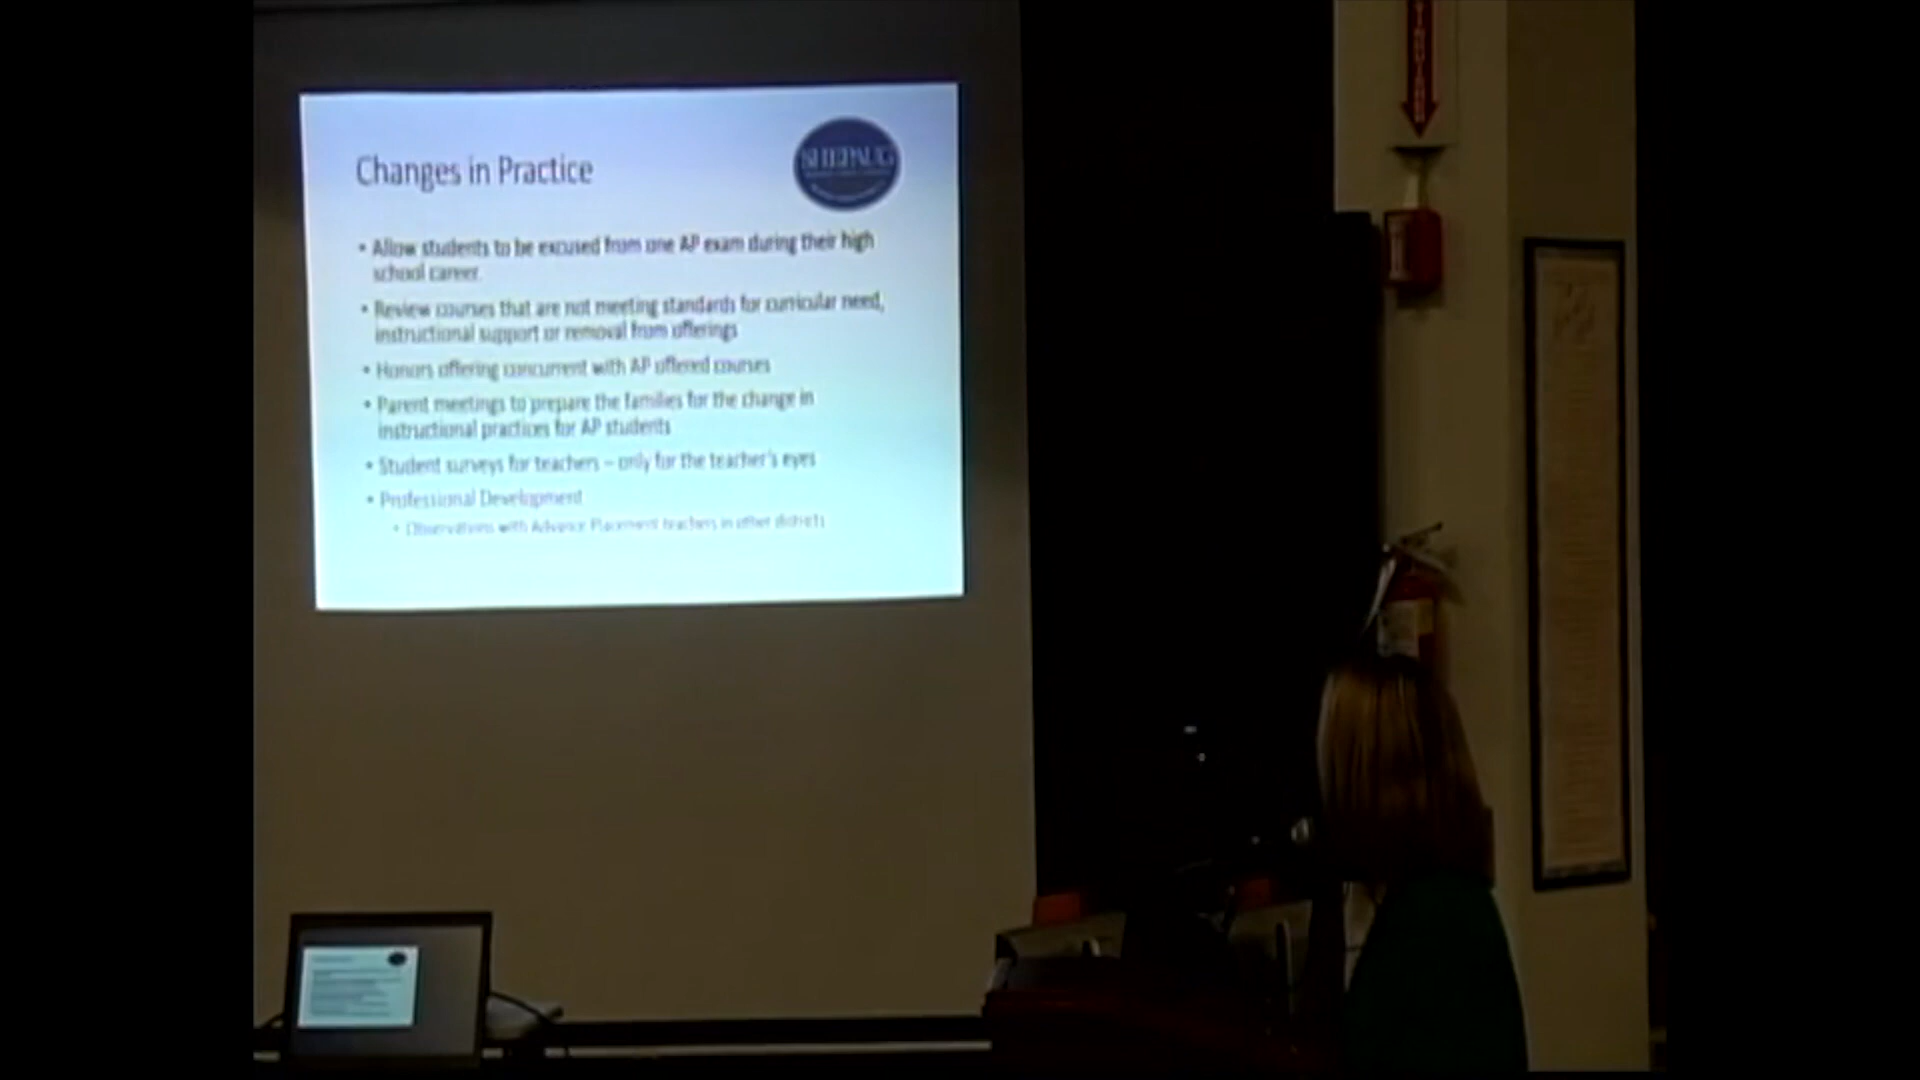 SHEPAUG
Changes in Practice
• Allow students to be excused from one AP exam during their high
school career.
• Review courses that are not meeting standards for curricular need,
instructional support or removal from offerings
• Honors offering concurrent with AP offered courses
• Parent meetings to prepare the families for the change in
instructional practices for AP students
• Student surveys for teachers – only for the teacher's eyes
• Professional Development
• Observations with Advance Placement teachers in other districts